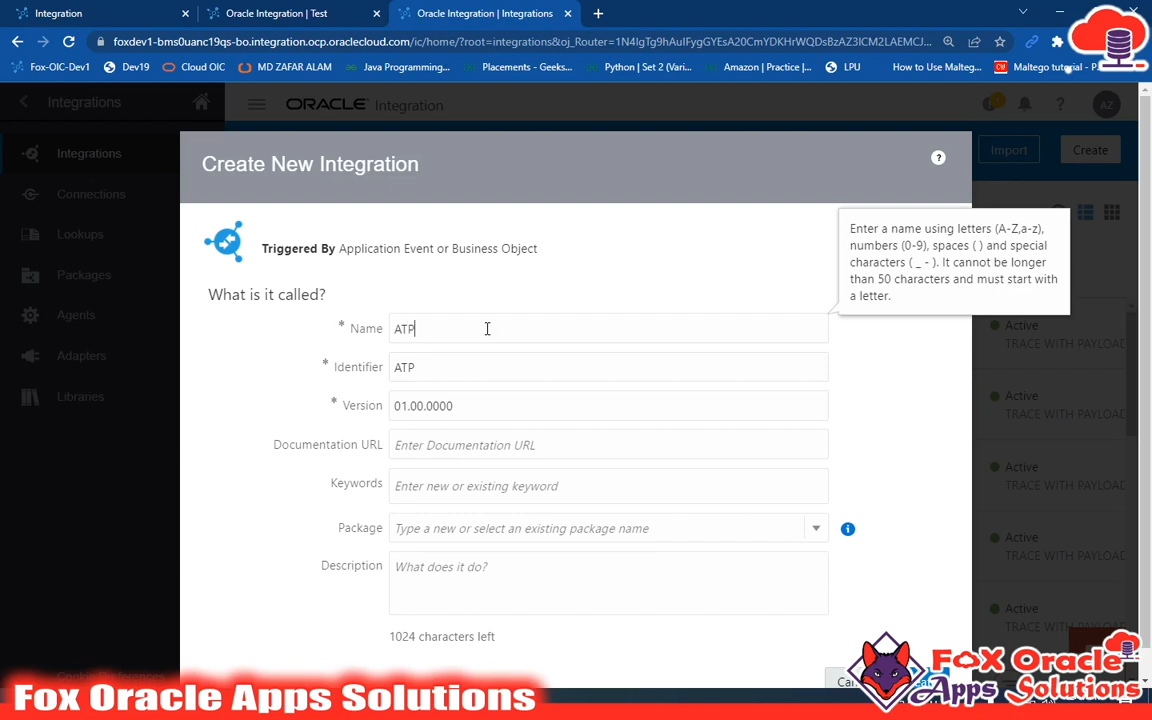 Integration
Oracle Integration | Test
Oracle Integration | Integrations
foxdev1-bms0uanc19qs-bo.integration.ocp.oraclecloud.com/ic/home/?root=integrations&oj_Router=1N4IgTg9hAuIFygGYEsA20CmYDKHrWQDsBzAZ3ICM2LAEMCJ...
Fox-OIC-Dev1
Dev19
Cloud OIC
MD ZAFAR ALAM
Java Programming...
Placements - Geeks...
Python | Set 2 (Vari...
Amazon | Practice |...
LPU
How to Use Malteg...
Maltego
Integrations
ORACLE Integration
AZ
Integrations
Connections
Lookups
Packages
Agents
Adapters
Libraries
Import
Create
Create New Integration
?
Triggered By Application Event or Business Object
What is it called?
* Name
ATP
* Identifier
ATP
* Version
01.00.0000
Documentation URL
Enter Documentation URL
Keywords
Enter new or existing keyword
Package
Type a new or select an existing package name
Description
What does it do?
1024 characters left
Enter a name using letters (A-Z,a-z),
numbers (0-9), spaces ( ) and special
characters ( _ - ). It cannot be longer
than 50 characters and must start with
a letter.
Active
TRACE WITH PAYLOAD
Active
TRACE WITH PAYLOAD
Active
TRACE WITH PAYLOAD
Active
TRACE WITH PAYLOAD
Active
Fox Oracle Apps Solutions
FOX Oracle
Apps Solutions